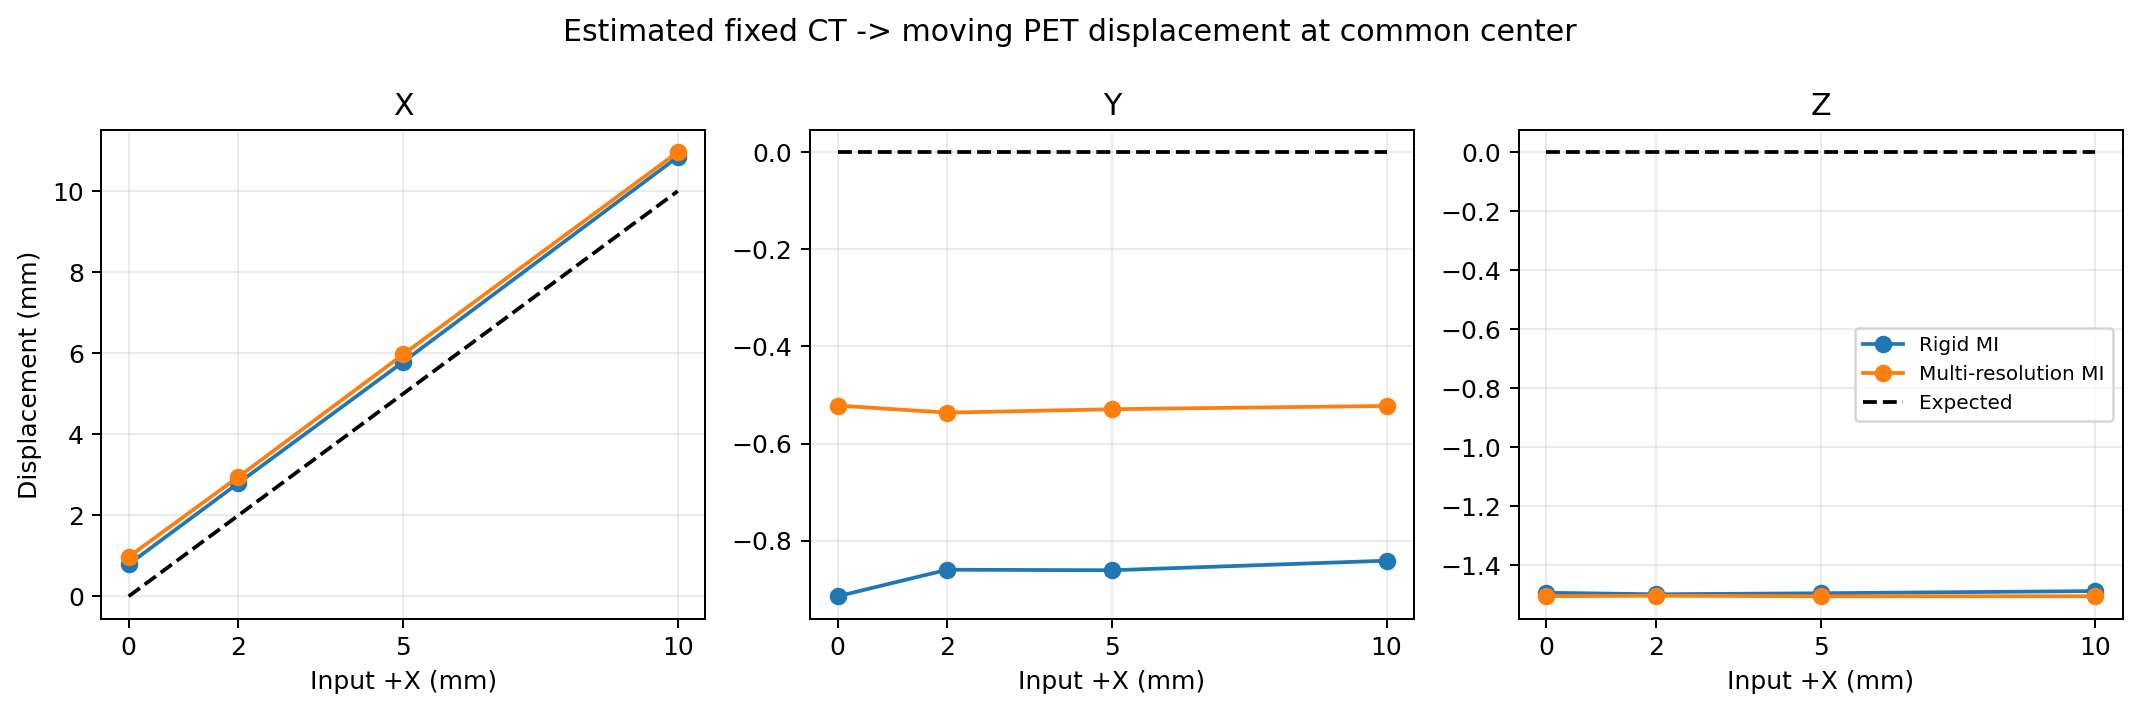 Estimated fixed CT -> moving PET displacement at common center
X
Displacement (mm)
10
8
6
4
2
0
0 2 5 10
Input +X (mm)
Y
0.0
−0.2
−0.4
−0.6
−0.8
0 2 5 10
Input +X (mm)
Z
0.0
−0.2
−0.4
−0.6
−0.8
−1.0
−1.2
−1.4
Rigid MI
Multi-resolution MI
Expected
0 2 5 10
Input +X (mm)